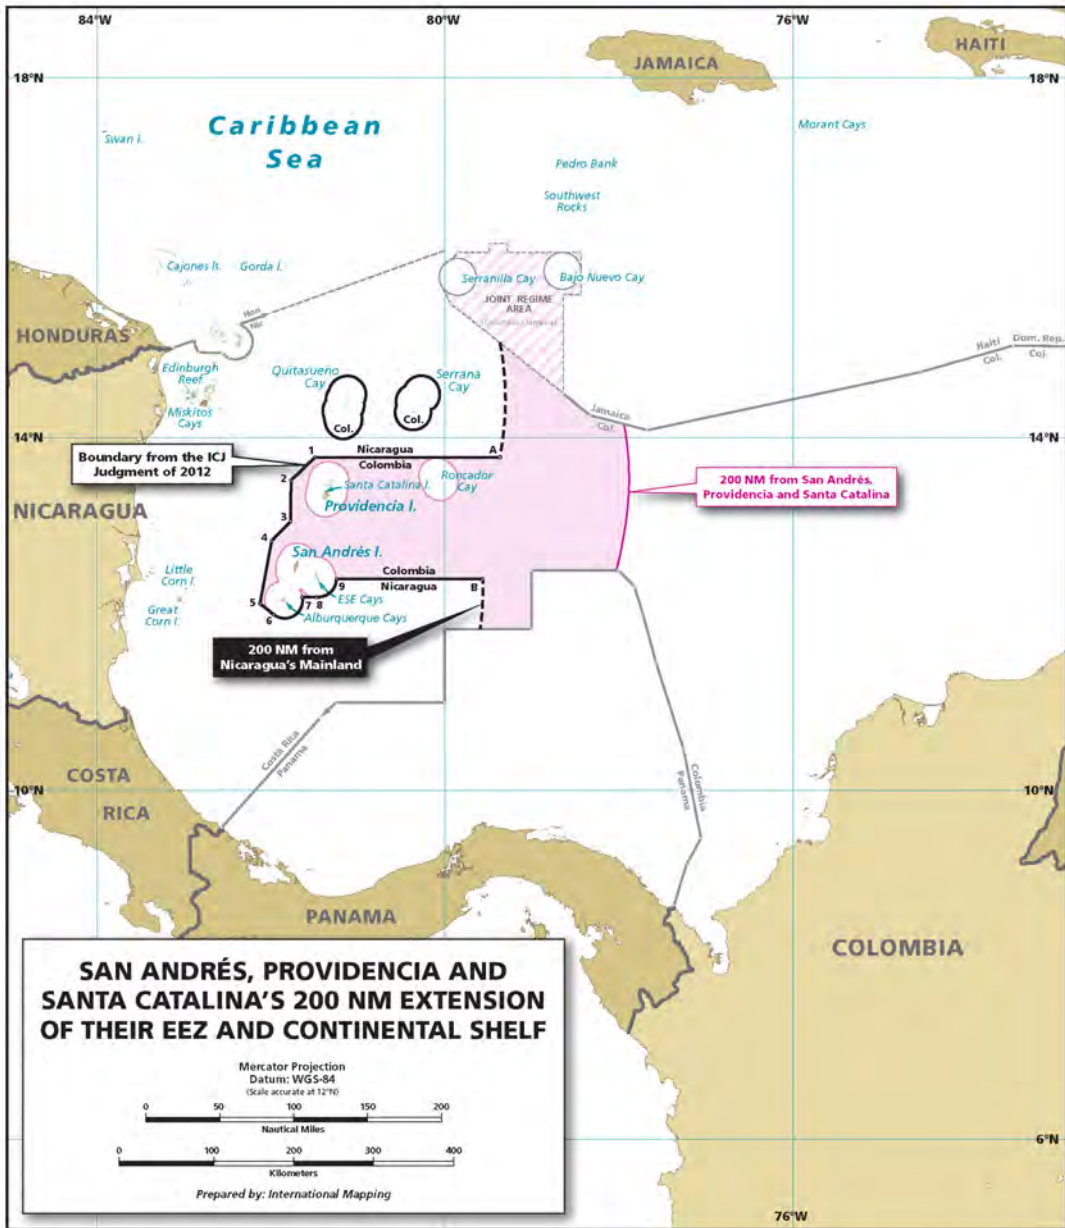 84°W
80°W
76°W
18°N
18°N
JAMAICA
HAITI
Caribbean
Sea
Swan I.
Morant Cays
Pedro Bank
Southwest
Rocks
Cajones Is.
Gorda I.
Serranilla Cay
Bajo Nuevo Cay
JOINT REGIME
AREA
(Colombia / Jamaica)
Hon
Nic
HONDURAS
Haiti
Col.
Dom. Rep.
Col.
Edinburgh
Reef
Miskitos
Cays
Quitasueño
Cay
Serrana
Cay
Col.
Col.
Jamaica
Col.
14°N
14°N
Boundary from the ICJ
Judgment of 2012
1
Nicaragua
A
Colombia
2
Santa Catalina I.
Roncador
Cay
Providencia I.
200 NM from San Andrés,
Providencia and Santa Catalina
NICARAGUA
3
4
San Andrés I.
Little
Corn I.
Great
Corn I.
Colombia
Nicaragua
9
B
5
6
7
8
ESE Cays
Alburquerque Cays
200 NM from
Nicaragua's Mainland
Costa Rica
Panama
Colombia
Panama
COSTA
RICA
10°N
10°N
PANAMA
COLOMBIA
SAN ANDRÉS, PROVIDENCIA AND
SANTA CATALINA'S 200 NM EXTENSION
OF THEIR EEZ AND CONTINENTAL SHELF
Mercator Projection
Datum: WGS-84
(Scale accurate at 12°N)
0 50 100 150 200
Nautical Miles
0 100 200 300 400
Kilometers
Prepared by: International Mapping
6°N
76°W